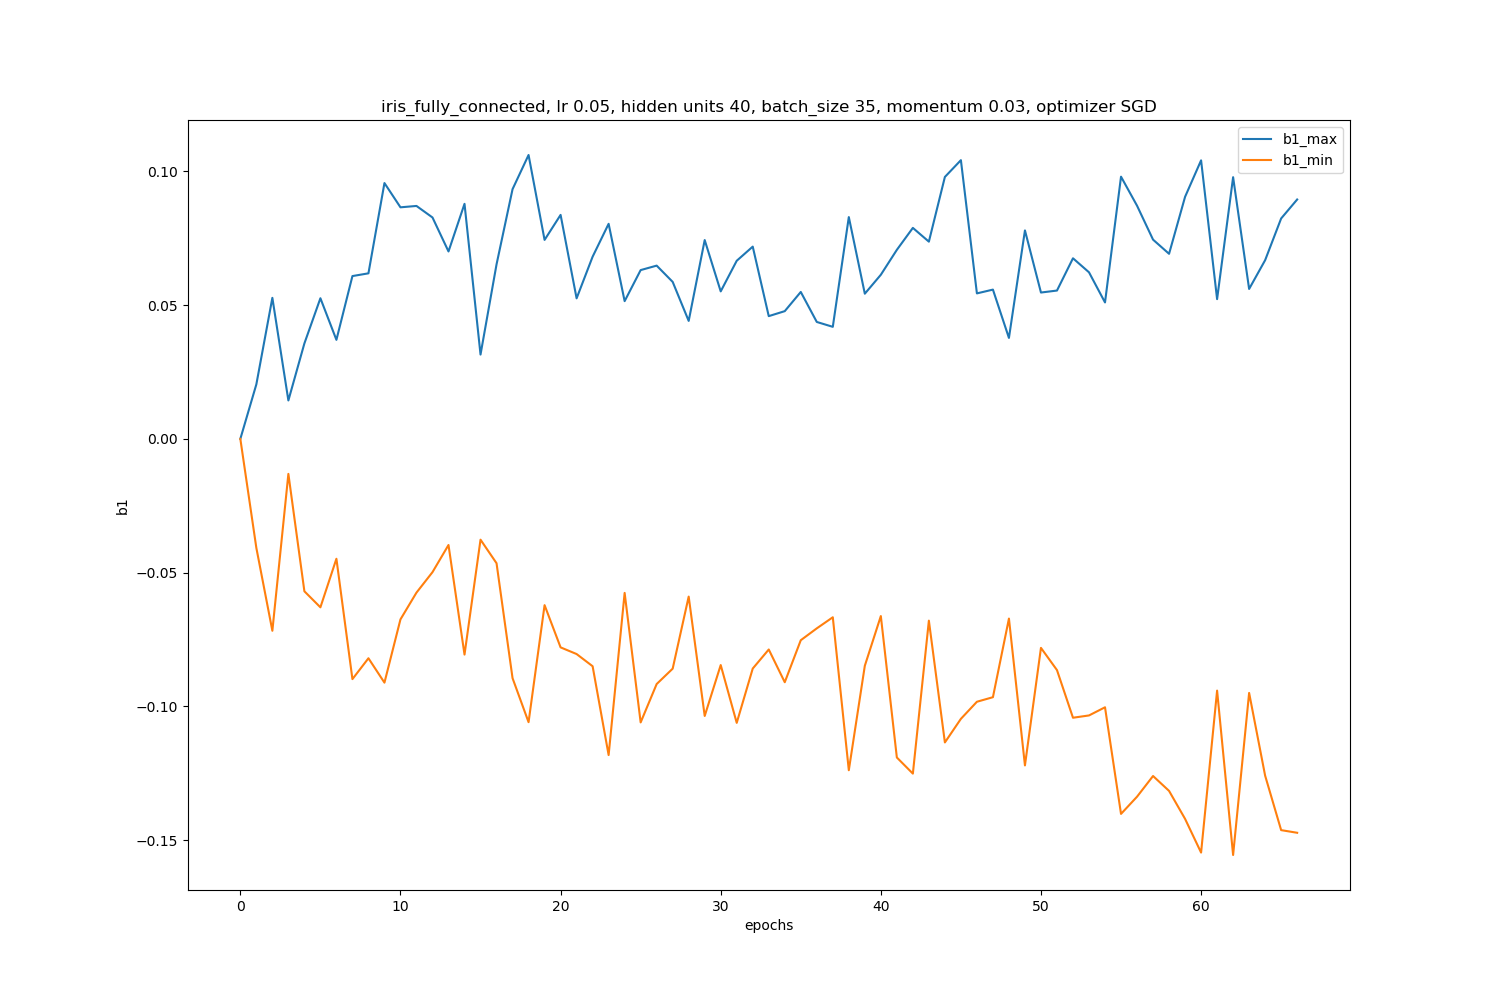 iris_fully_connected, lr 0.05, hidden units 40, batch_size 35, momentum 0.03, optimizer SGD
b1_max
b1_min
0.10
0.05
0.00
−0.05
−0.10
−0.15
b1
0 10 20 30 40 50 60
epochs